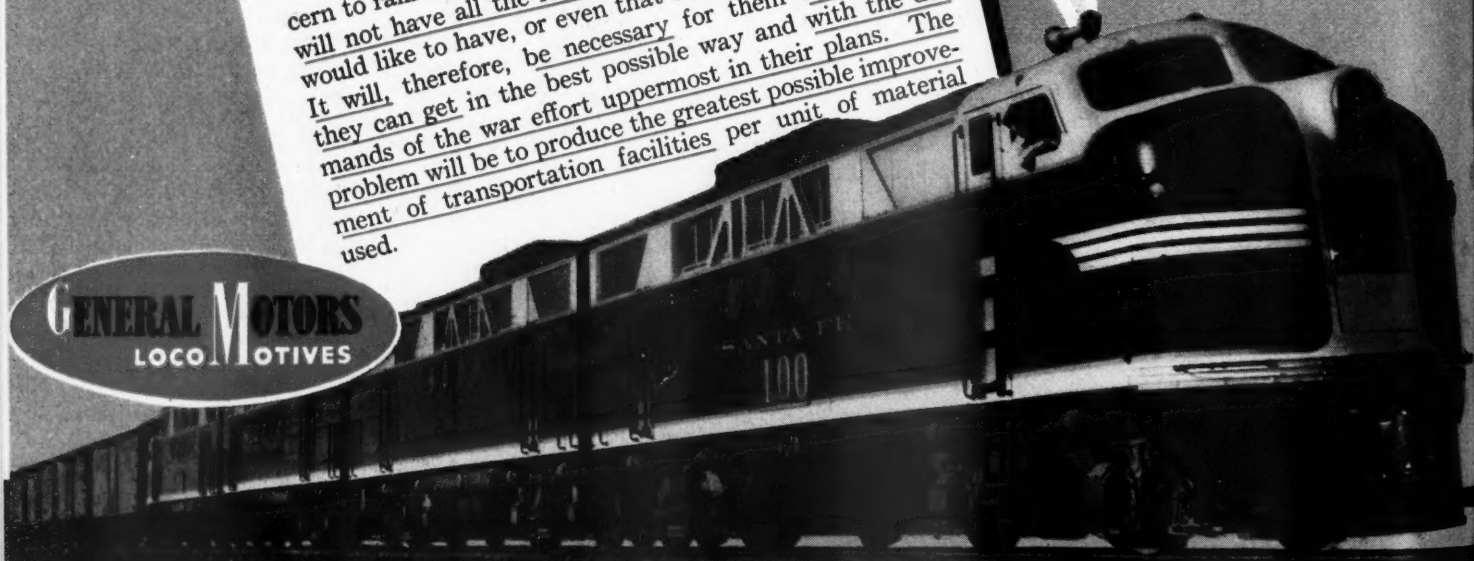 cern to
will not have all the
would like to have, or even that
It will, therefore, be necessary for them
they can get in the best possible way and with the
mands of the war effort uppermost in their plans. The
problem will be to produce the greatest possible improve-
ment of transportation facilities per unit of material
used.
GENERAL MOTORS
LOCOMOTIVES
SANTA FE
100